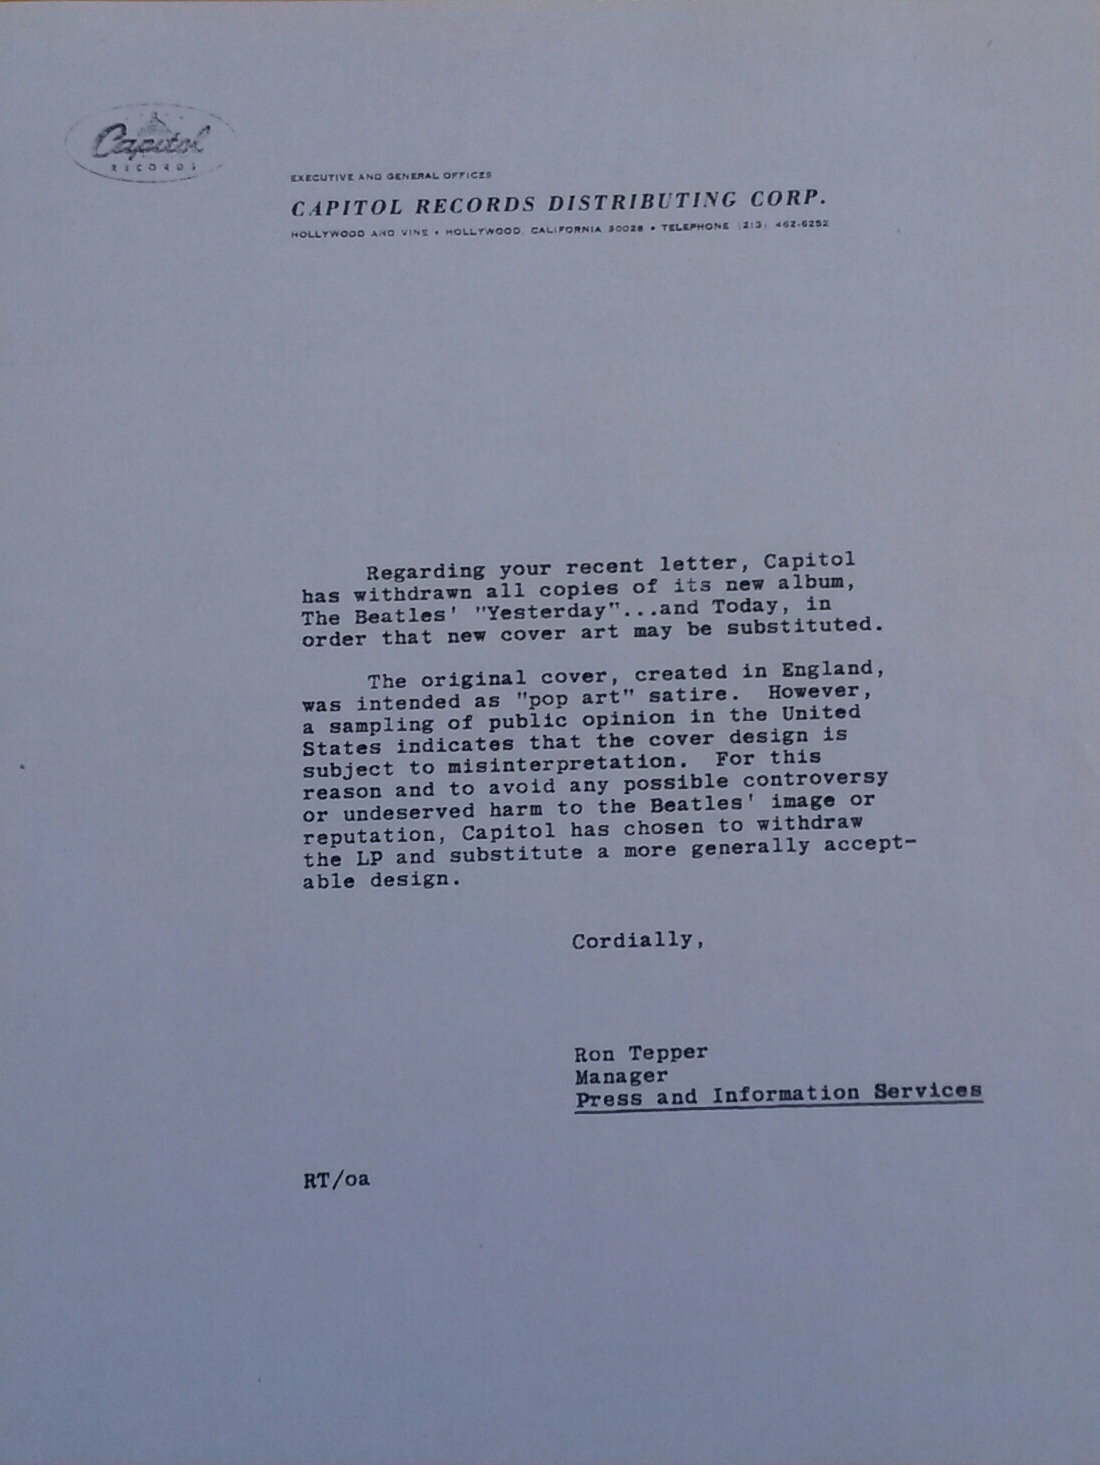 Capitol
RECORDS
EXECUTIVE AND GENERAL OFFICES
CAPITOL RECORDS DISTRIBUTING CORP.
HOLLYWOOD AND VINE • HOLLYWOOD, CALIFORNIA 90028 • TELEPHONE (213) 462-6252
Regarding your recent letter, Capitol
has withdrawn all copies of its new album,
The Beatles' "Yesterday"...and Today, in
order that new cover art may be substituted.
The original cover, created in England,
was intended as "pop art" satire. However,
a sampling of public opinion in the United
States indicates that the cover design is
subject to misinterpretation. For this
reason and to avoid any possible controversy
or undeserved harm to the Beatles' image or
reputation, Capitol has chosen to withdraw
the LP and substitute a more generally accept-
able design.
Cordially,
Ron Tepper
Manager
Press and Information Services
RT/oa